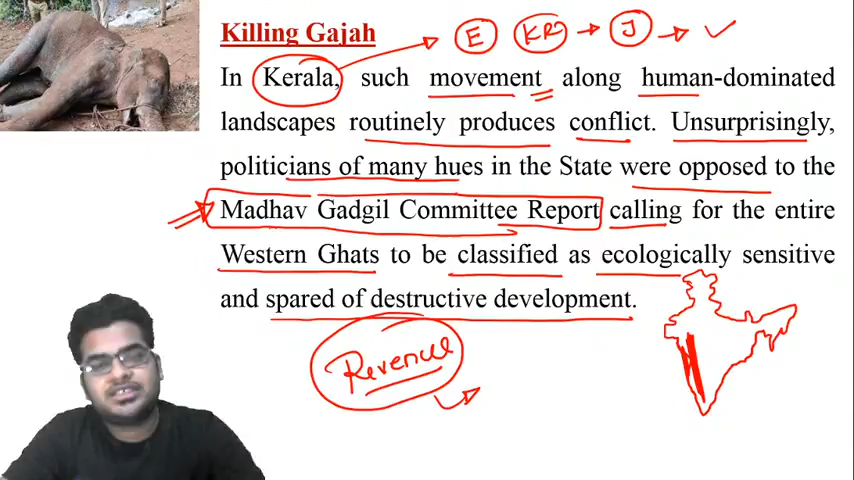 Killing Gajah
E KRJ J
In Kerala, such movement along human-dominated
landscapes routinely produces conflict. Unsurprisingly,
politicians of many hues in the State were opposed to the
Madhav Gadgil Committee Report calling for the entire
Western Ghats to be classified as ecologically sensitive
and spared of destructive development.
Revenue